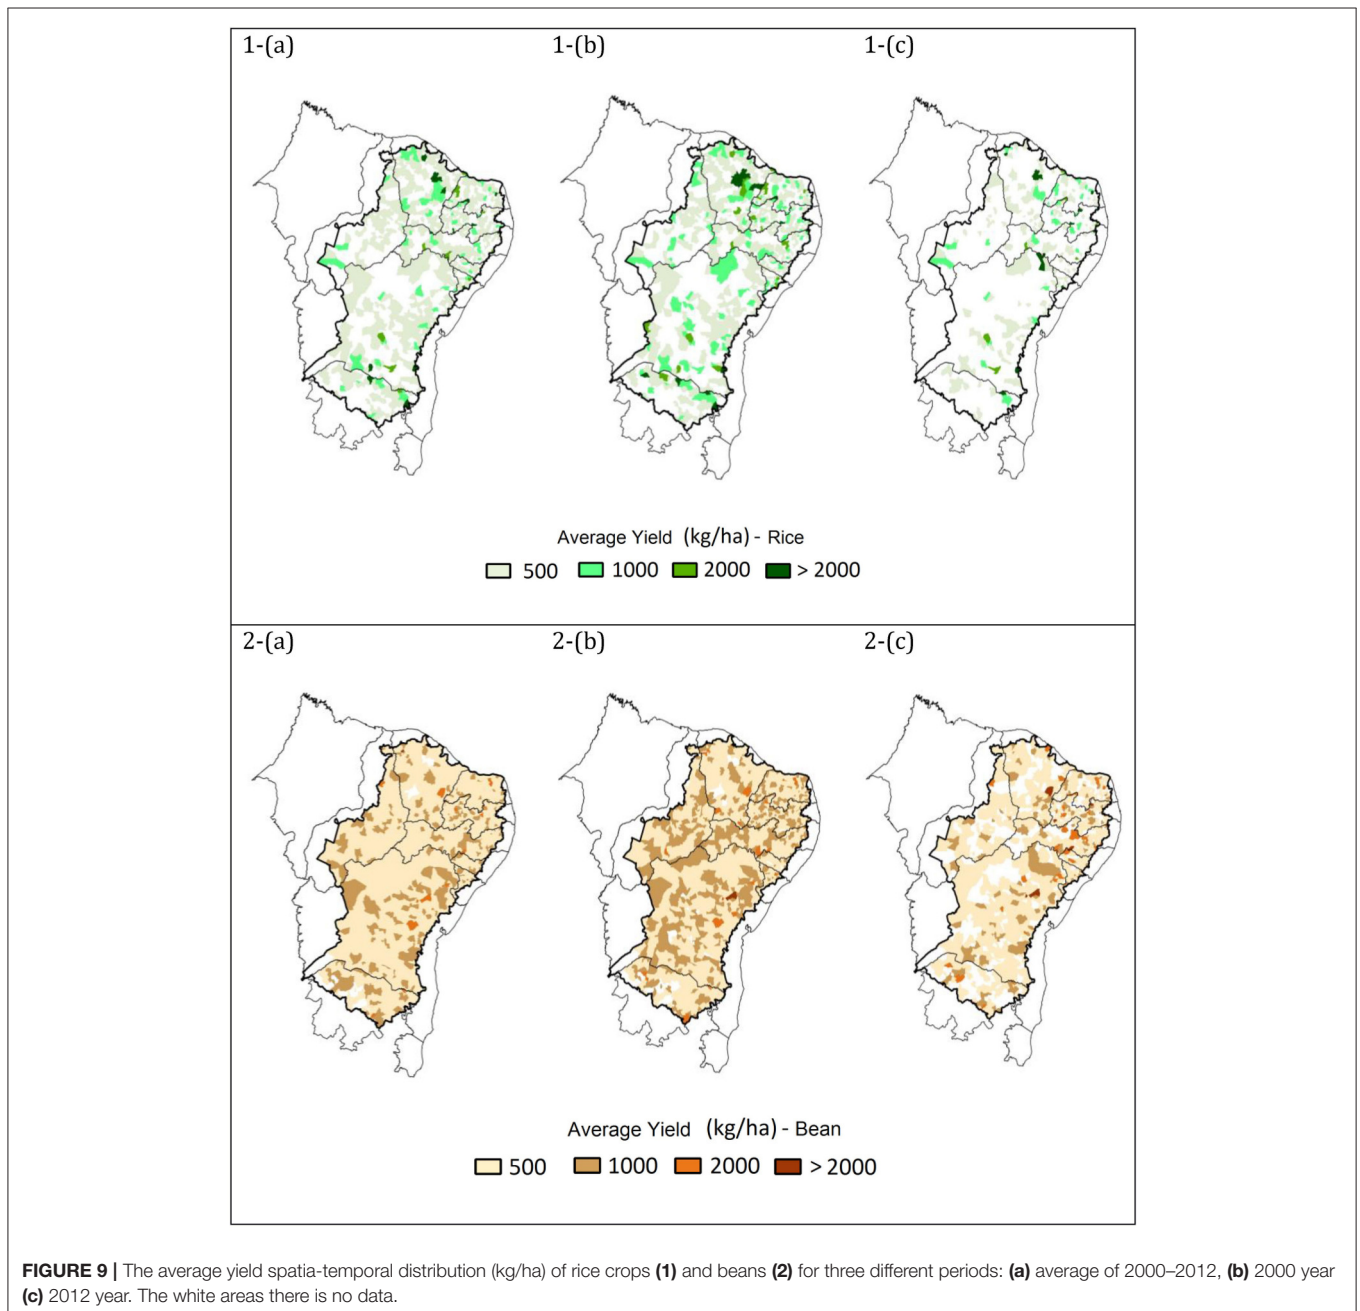 1-(a) 1-(b) 1-(c)
Average Yield (kg/ha) - Rice
500 1000 2000 > 2000
2-(a) 2-(b) 2-(c)
Average Yield (kg/ha) - Bean
500 1000 2000 > 2000
FIGURE 9 | The average yield spatia-temporal distribution (kg/ha) of rice crops (1) and beans (2) for three different periods: (a) average of 2000–2012, (b) 2000 year
(c) 2012 year. The white areas there is no data.